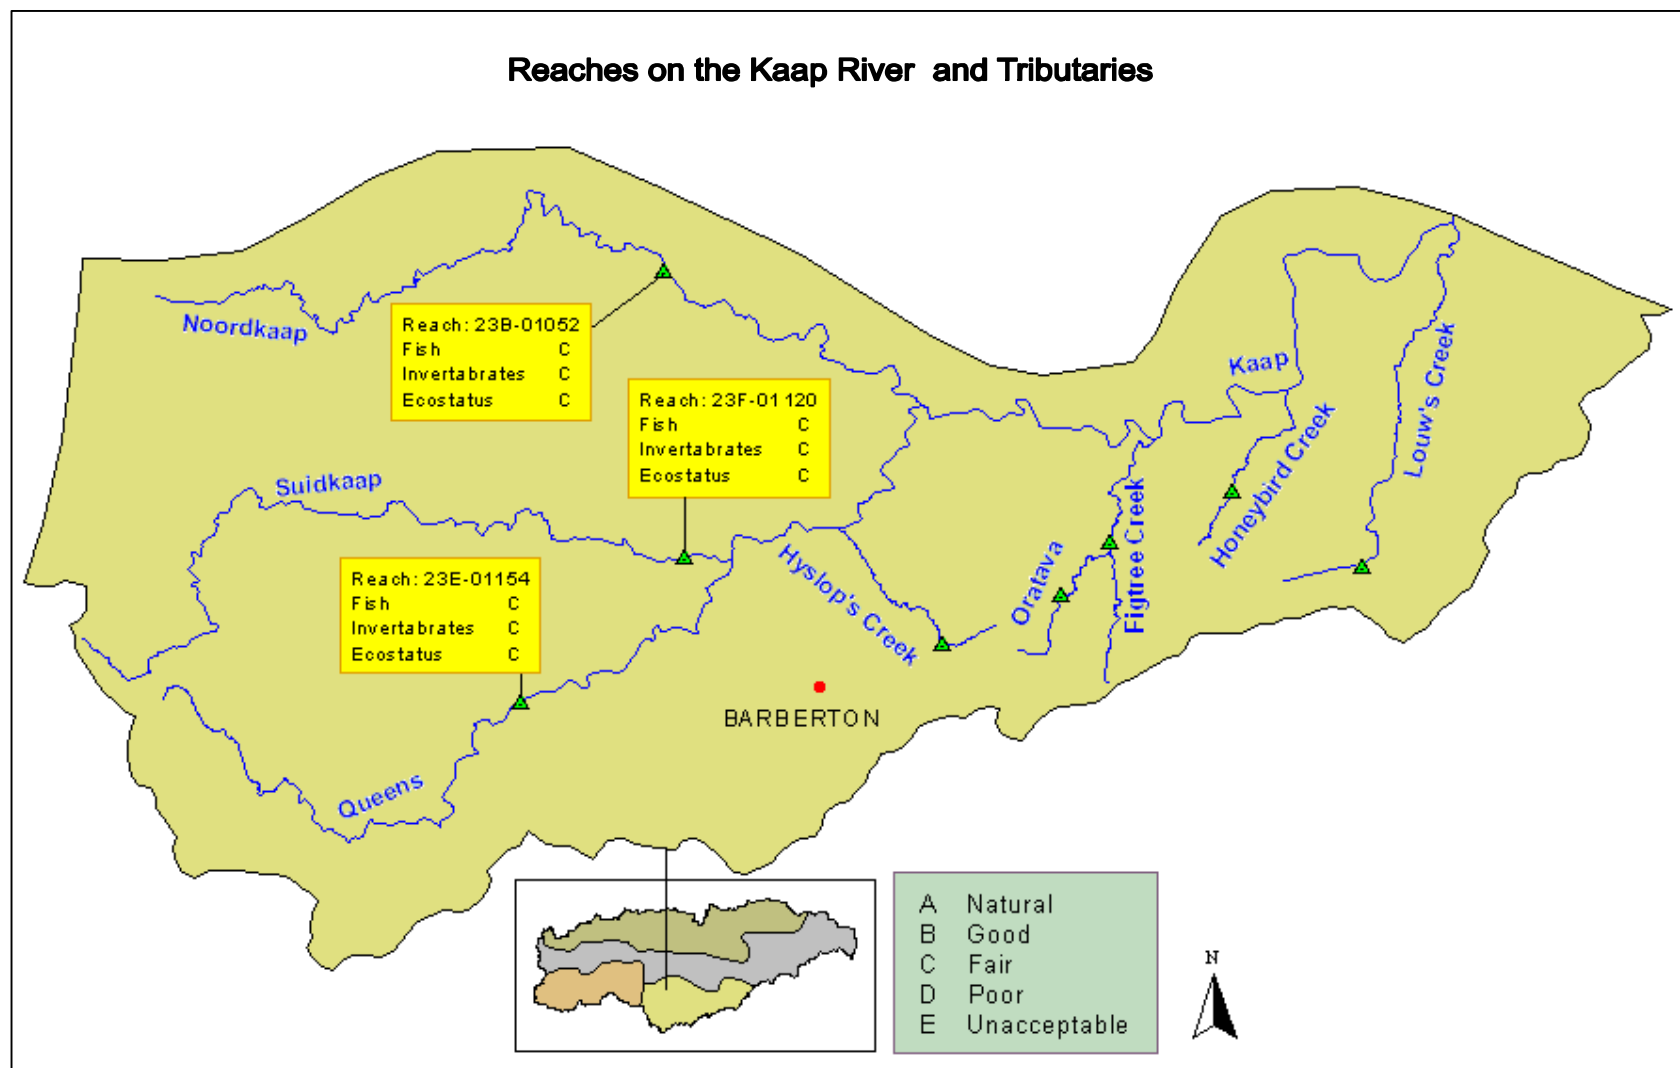 Reaches on the Kaap River and Tributaries
Noordkaap
Reach: 23B-01052
Fish C
Invertabrates C
Ecostatus C
Kaap
Louw's Creek
Reach: 23F-01120
Fish C
Invertabrates C
Ecostatus C
Honeybird Creek
Suidkaap
Figtree Creek
Oratava
Hyslop's Creek
Reach: 23E-01154
Fish C
Invertabrates C
Ecostatus C
BARBERTON
Queens
A Natural
B Good
C Fair
D Poor
E Unacceptable
N